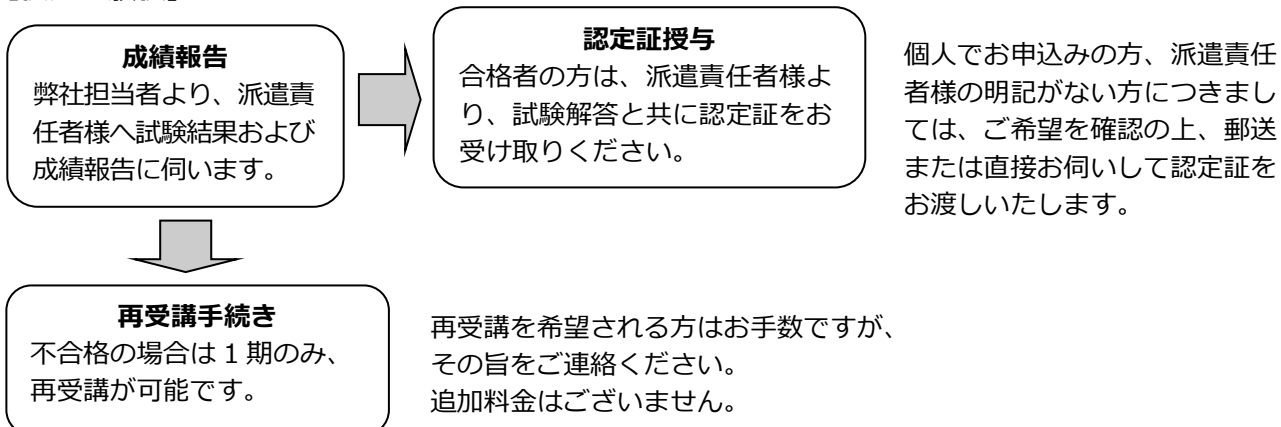 成績報告
弊社担当者より、派遣責
任者様へ試験結果および
成績報告に伺います。
認定証授与
合格者の方は、派遣責任者様よ
り、試験解答と共に認定証をお
受け取りください。
個人でお申込みの方、派遣責任
者様の明記がない方につきまし
ては、ご希望を確認の上、郵送
または直接お伺いして認定証を
お渡しいたします。
再受講手続き
不合格の場合は 1 期のみ、
再受講が可能です。
再受講を希望される方はお手数ですが、
その旨をご連絡ください。
追加料金はございません。